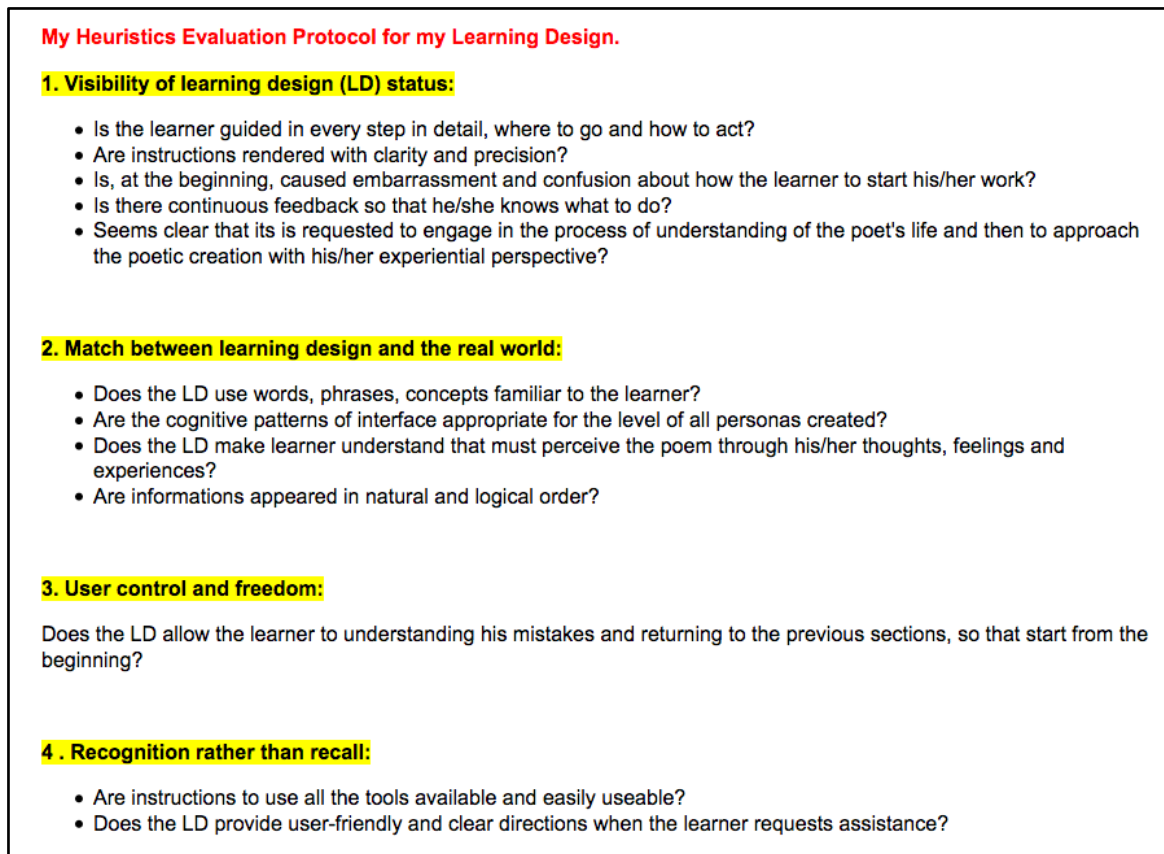 My Heuristics Evaluation Protocol for my Learning Design.
1. Visibility of learning design (LD) status:
• Is the learner guided in every step in detail, where to go and how to act?
• Are instructions rendered with clarity and precision?
• Is, at the beginning, caused embarrassment and confusion about how the learner to start his/her work?
• Is there continuous feedback so that he/she knows what to do?
• Seems clear that its is requested to engage in the process of understanding of the poet's life and then to approach
the poetic creation with his/her experiential perspective?
2. Match between learning design and the real world:
• Does the LD use words, phrases, concepts familiar to the learner?
• Are the cognitive patterns of interface appropriate for the level of all personas created?
• Does the LD make learner understand that must perceive the poem through his/her thoughts, feelings and
experiences?
• Are informations appeared in natural and logical order?
3. User control and freedom:
Does the LD allow the learner to understanding his mistakes and returning to the previous sections, so that start from the
beginning?
4 . Recognition rather than recall:
• Are instructions to use all the tools available and easily useable?
• Does the LD provide user-friendly and clear directions when the learner requests assistance?